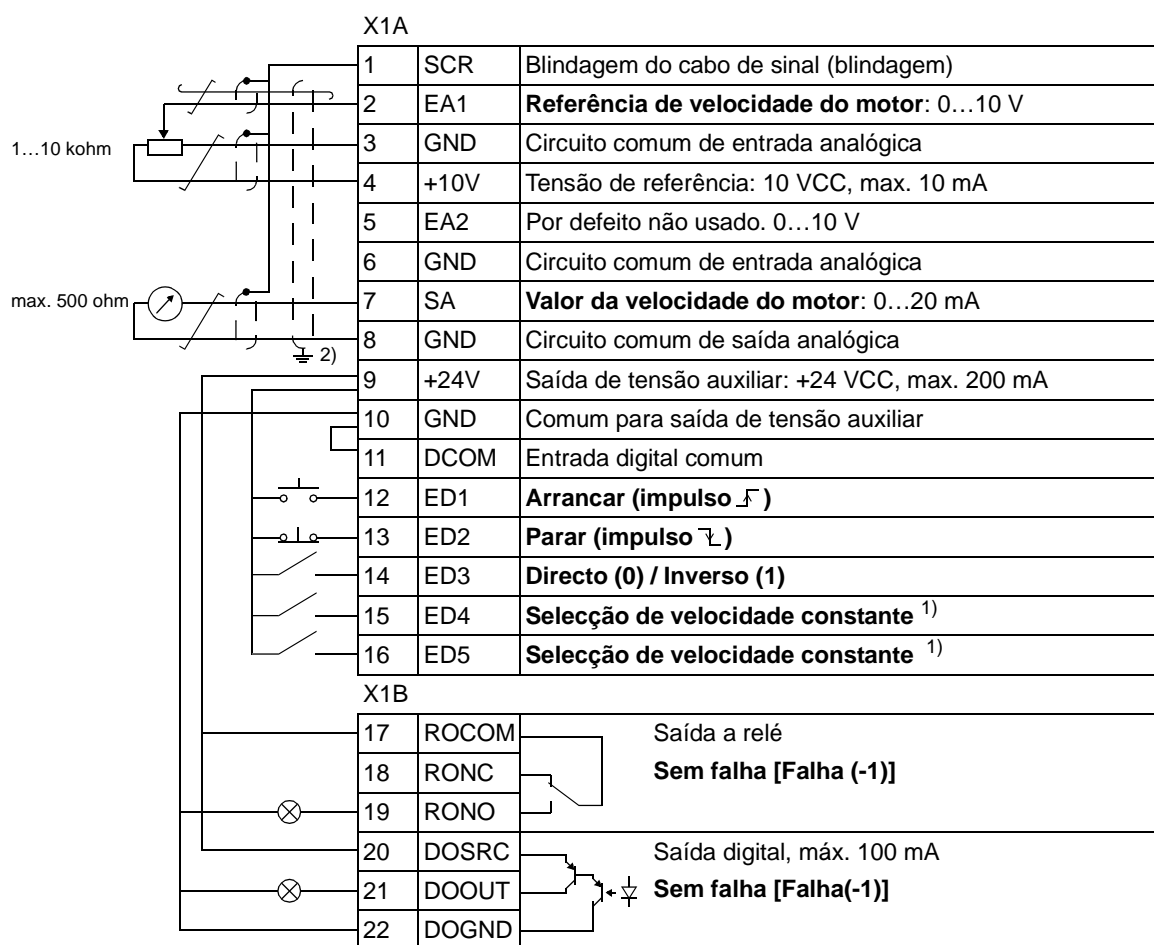 X1A
1 SCR Blindagem do cabo de sinal (blindagem)
2 EA1 Referência de velocidade do motor: 0…10 V
1…10 kohm
3 GND Circuito comum de entrada analógica
4 +10V Tensão de referência: 10 VCC, max. 10 mA
5 EA2 Por defeito não usado. 0…10 V
6 GND Circuito comum de entrada analógica
max. 500 ohm
7 SA Valor da velocidade do motor: 0…20 mA
8 GND Circuito comum de saída analógica
2)
9 +24V Saída de tensão auxiliar: +24 VCC, max. 200 mA
10 GND Comum para saída de tensão auxiliar
11 DCOM Entrada digital comum
12 ED1 Arrancar (impulso )
13 ED2 Parar (impulso )
14 ED3 Directo (0) / Inverso (1)
15 ED4 Selecção de velocidade constante 1)
16 ED5 Selecção de velocidade constante 1)
X1B
17 ROCOM Saída a relé
18 RONC Sem falha [Falha (-1)]
19 RONO
20 DOSRC Saída digital, máx. 100 mA
21 DOOUT Sem falha [Falha(-1)]
22 DOGND